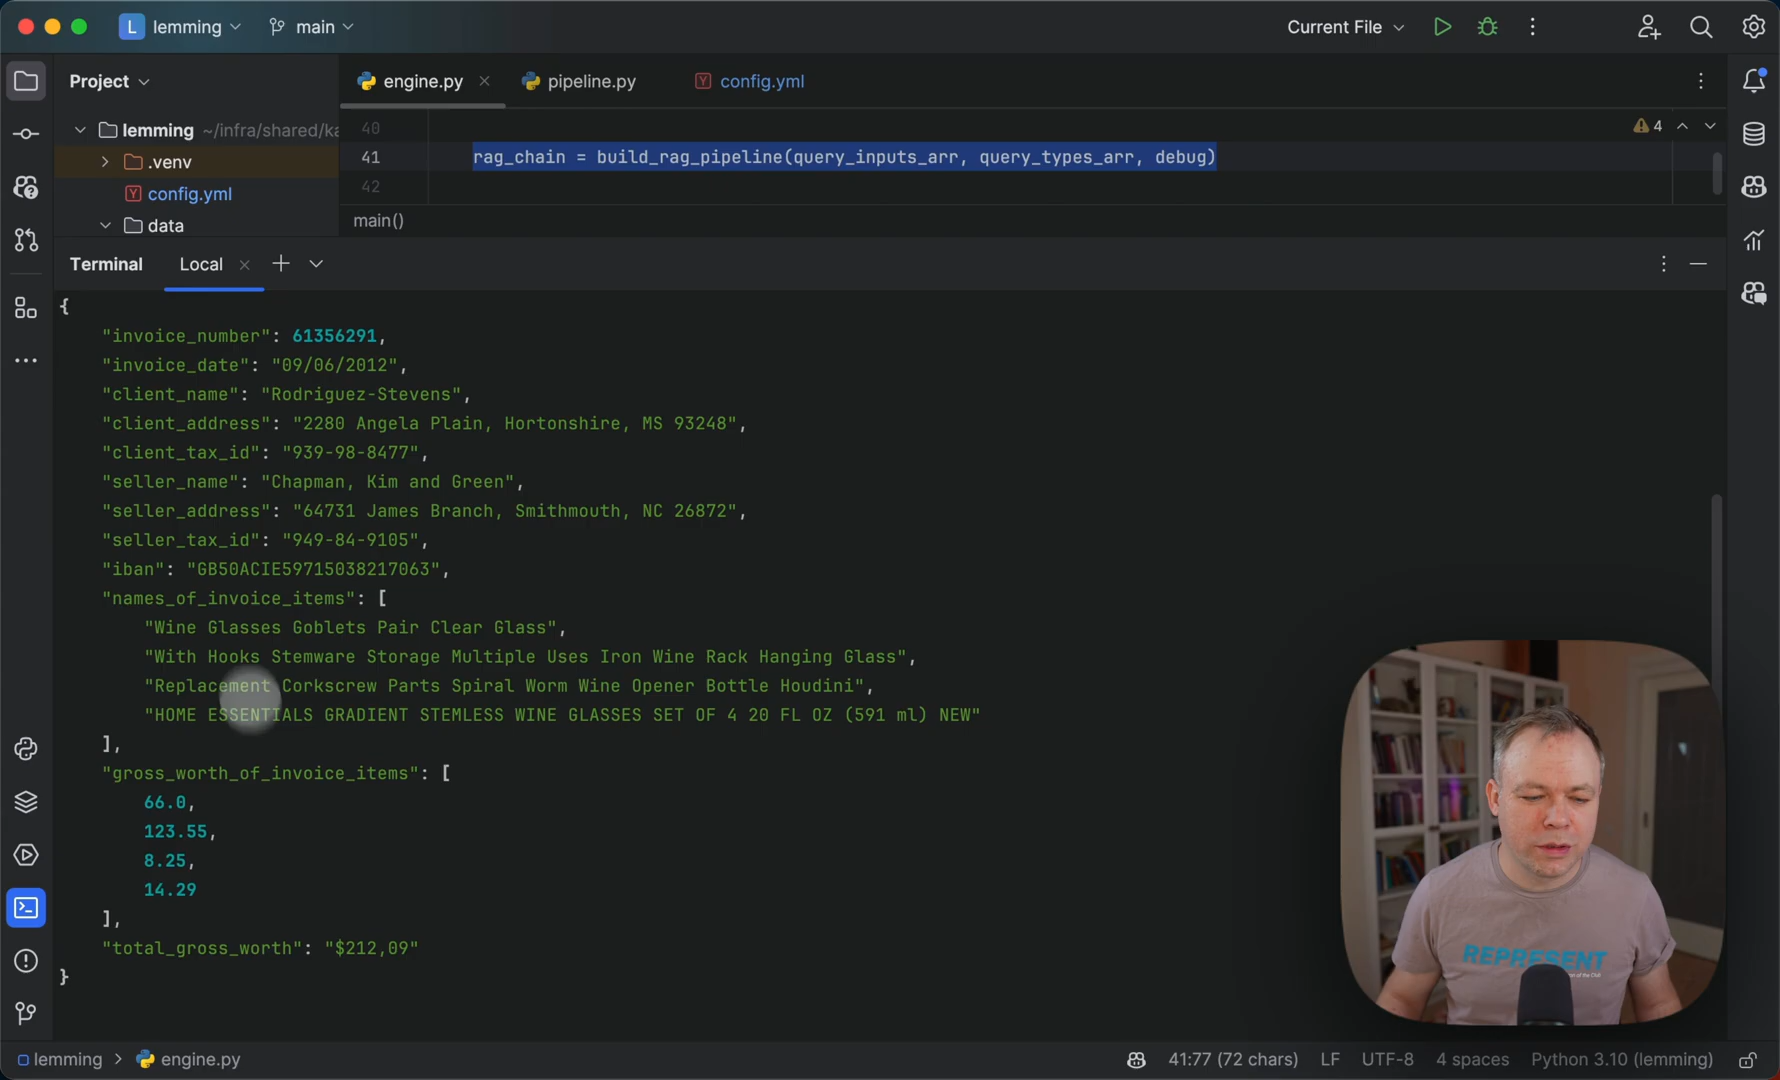 L lemming main Current File
Project engine.py pipeline.py config.yml
lemming ~/infra/shared/ka 40 4
.venv 41 rag_chain = build_rag_pipeline(query_inputs_arr, query_types_arr, debug)
config.yml 42
data main()
Terminal Local
{
"invoice_number": 61356291,
"invoice_date": "09/06/2012",
"client_name": "Rodriguez-Stevens",
"client_address": "2280 Angela Plain, Hortonshire, MS 93248",
"client_tax_id": "939-98-8477",
"seller_name": "Chapman, Kim and Green",
"seller_address": "64731 James Branch, Smithmouth, NC 26872",
"seller_tax_id": "949-84-9105",
"iban": "GB50ACIE59715038217063",
"names_of_invoice_items": [
"Wine Glasses Goblets Pair Clear Glass",
"With Hooks Stemware Storage Multiple Uses Iron Wine Rack Hanging Glass",
"Replacement Corkscrew Parts Spiral Worm Wine Opener Bottle Houdini",
"HOME ESSENTIALS GRADIENT STEMLESS WINE GLASSES SET OF 4 20 FL OZ (591 ml) NEW"
],
"gross_worth_of_invoice_items": [
66.0,
123.55,
8.25,
14.29
],
"total_gross_worth": "$212,09"
}
REPRESENT
lemming > engine.py 41:77 (72 chars) LF UTF-8 4 spaces Python 3.10 (lemming)